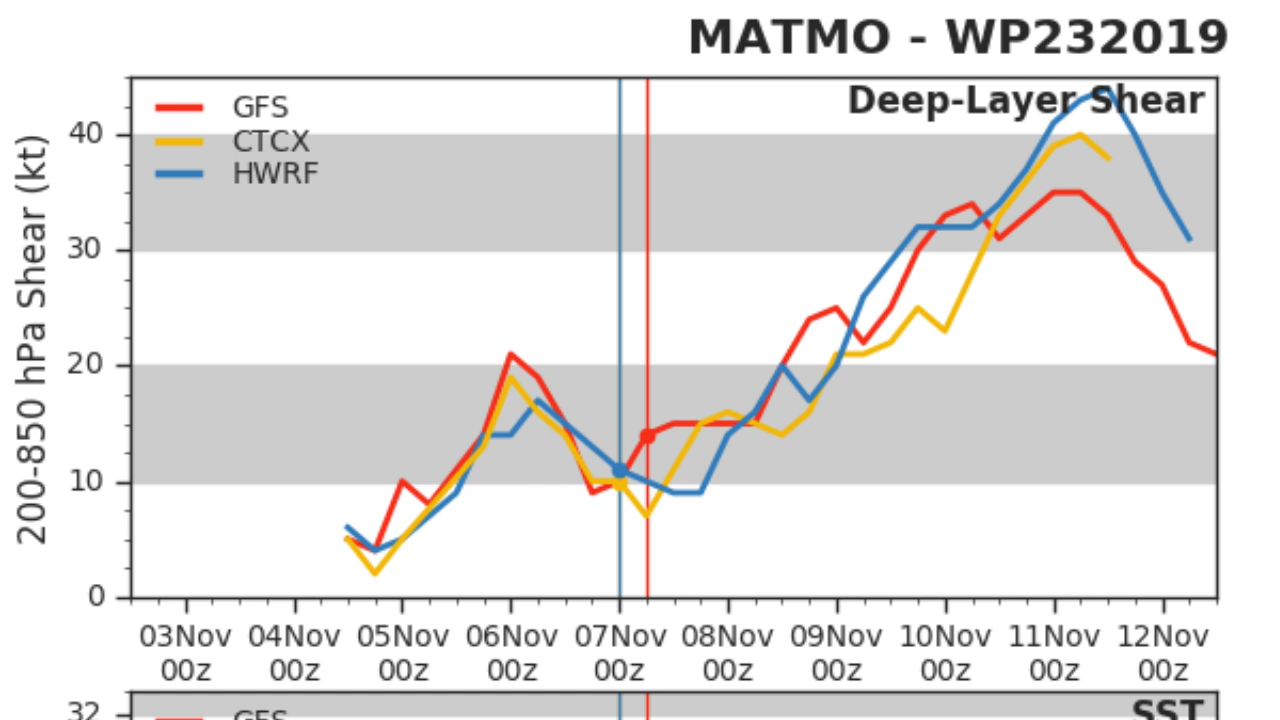 MATMO - WP232019
Deep-Layer Shear
GFS
CTCX
HWRF
200-850 hPa Shear (kt)
40
30
20
10
0
03Nov 04Nov 05Nov 06Nov 07Nov 08Nov 09Nov 10Nov 11Nov 12Nov
00z 00z 00z 00z 00z 00z 00z 00z 00z 00z
32
GFS
SST